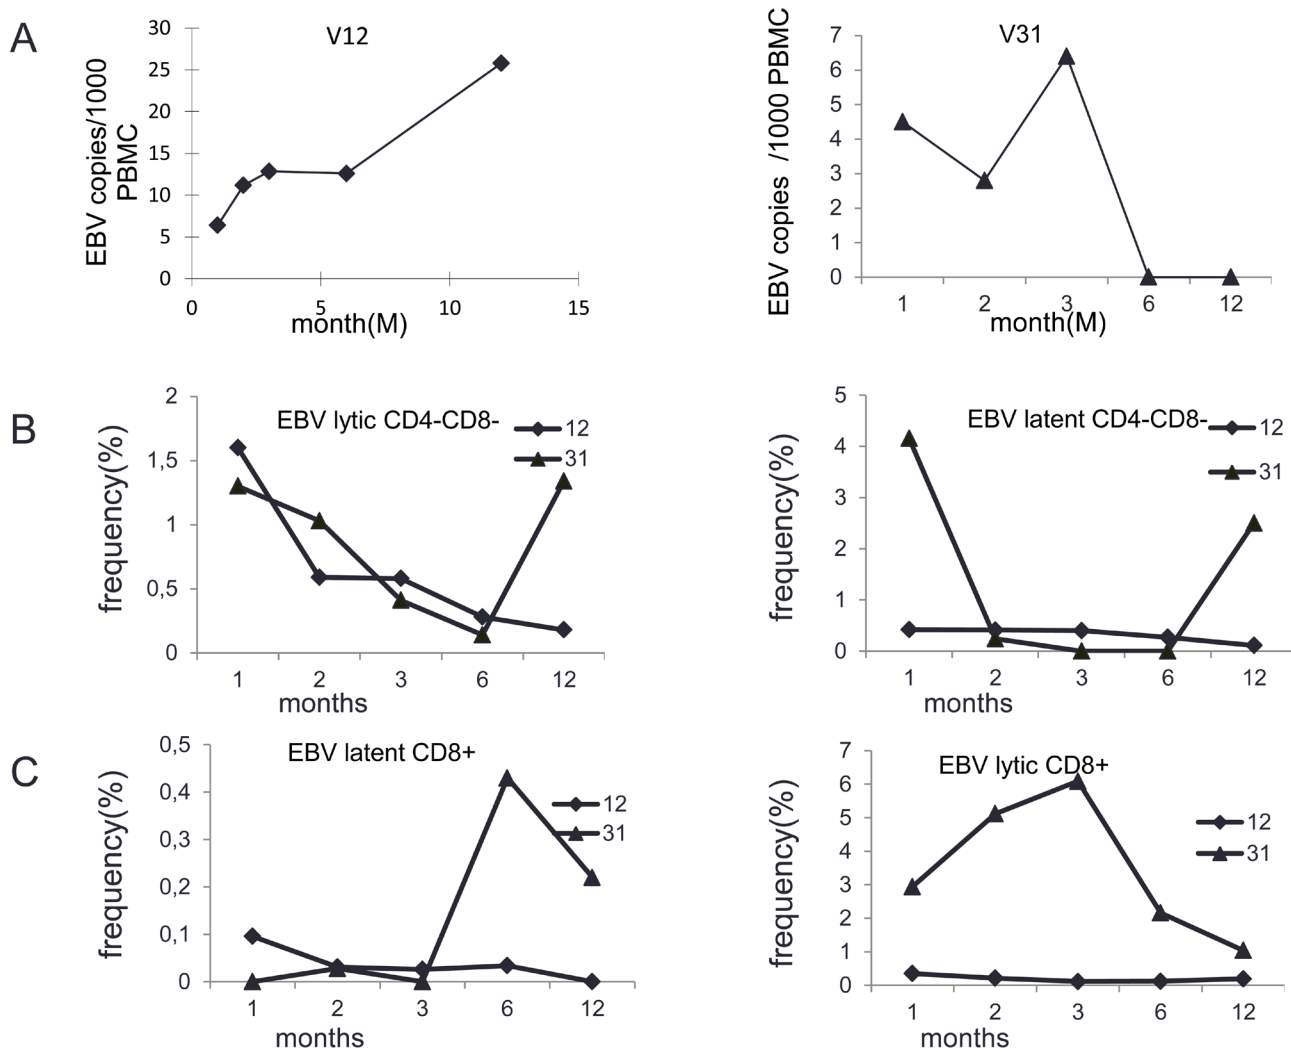 A
V12
EBV copies/1000
PBMC
30
25
20
15
10
5
0
0 5 10 15
month(M)
V31
EBV copies /1000 PBMC
7
6
5
4
3
2
1
0
1 2 3 6 12
month(M)
B
EBV lytic CD4-CD8-
12
31
frequency(%)
2
1,5
1
0,5
0
1 2 3 6 12
months
EBV latent CD4-CD8-
12
31
frequency(%)
5
4
3
2
1
0
1 2 3 6 12
months
C
EBV latent CD8+
12
31
frequency(%)
0,5
0,4
0,3
0,2
0,1
0
1 2 3 6 12
months
EBV lytic CD8+
12
31
frequency(%)
7
6
5
4
3
2
1
0
1 2 3 6 12
months